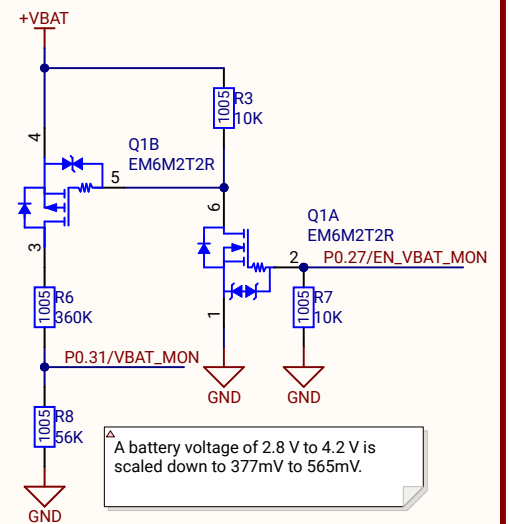 +VBAT
1005
R3
10K
Q1B
EM6M2T2R
4
5
6
3
Q1A
EM6M2T2R
2
P0.27/EN_VBAT_MON
1005
R6
360K
1
1005
R7
10K
P0.31/VBAT_MON
GND
GND
1005
R8
56K
A battery voltage of 2.8 V to 4.2 V is
scaled down to 377mV to 565mV.
GND